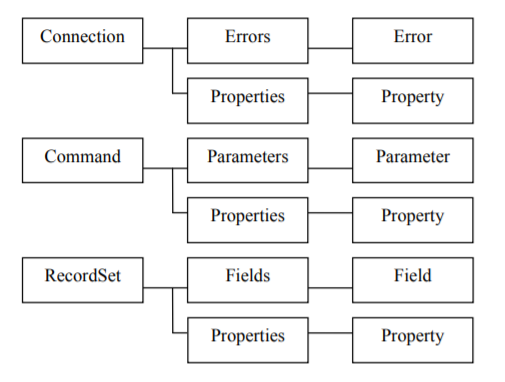 Connection Errors Error
Properties Property
Command Parameters Parameter
Properties Property
RecordSet Fields Field
Properties Property